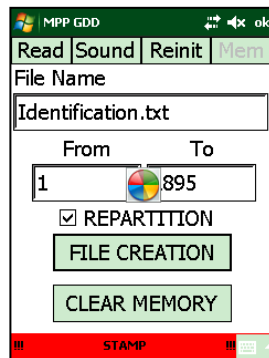 MPP GDD ok
Read Sound Reinit Mem
File Name
Identification.txt
From To
1 895
REPARTITION
FILE CREATION
CLEAR MEMORY
!!! STAMP !!!